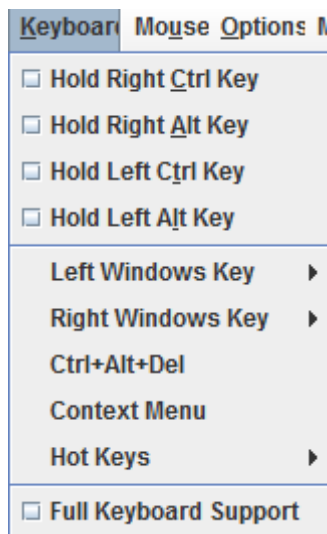 Keyboar Mouse Options
Hold Right Ctrl Key
Hold Right Alt Key
Hold Left Ctrl Key
Hold Left Alt Key
Left Windows Key
Right Windows Key
Ctrl+Alt+Del
Context Menu
Hot Keys
Full Keyboard Support